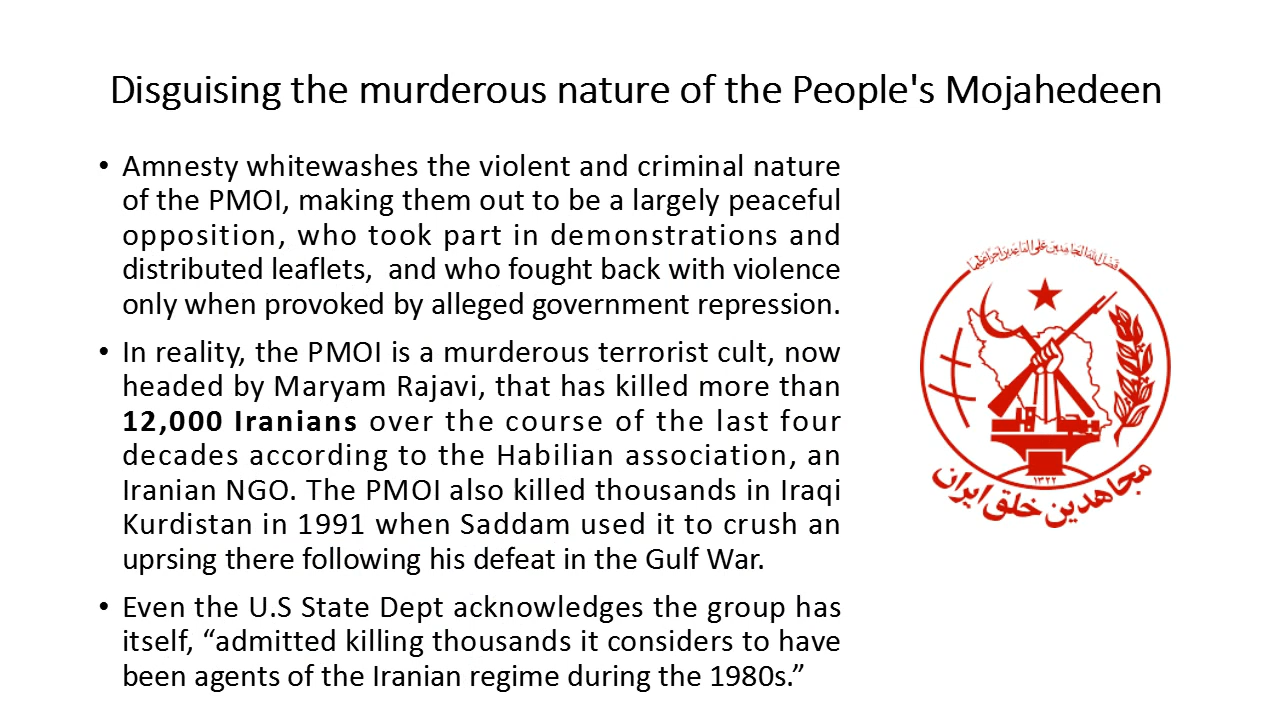 Disguising the murderous nature of the People's Mojahedeen
• Amnesty whitewashes the violent and criminal nature
of the PMOI, making them out to be a largely peaceful
opposition, who took part in demonstrations and
distributed leaflets,  and who fought back with violence
only when provoked by alleged government repression.
• In reality, the PMOI is a murderous terrorist cult, now
headed by Maryam Rajavi, that has killed more than
12,000 Iranians over the course of the last four
decades according to the Habilian association, an
Iranian NGO. The PMOI also killed thousands in Iraqi
Kurdistan in 1991 when Saddam used it to crush an
uprsing there following his defeat in the Gulf War.
• Even the U.S State Dept acknowledges the group has
itself, “admitted killing thousands it considers to have
been agents of the Iranian regime during the 1980s.”
فضل الله المجاهدین علی القاعدین اجرا عظیما
مجاهدین خلق ایران